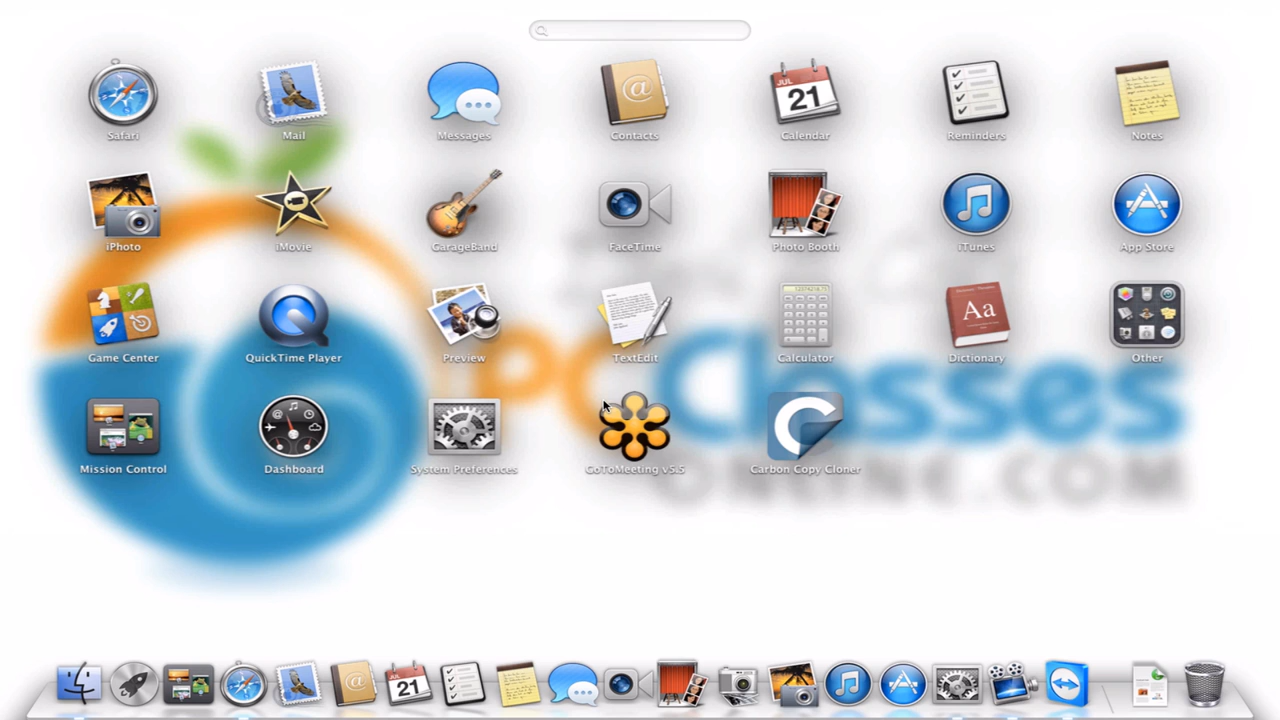 Safari
Mail
Messages
Contacts
JUL
21
Calendar
Reminders
Notes
iPhoto
iMovie
GarageBand
FaceTime
Photo Booth
iTunes
App Store
Game Center
QuickTime Player
Preview
TextEdit
Calculator
Aa
Dictionary
Other
Mission Control
Dashboard
System Preferences
GoToMeeting v5.5
Carbon Copy Cloner
PCClasses
ONLINE.COM
JUL
21